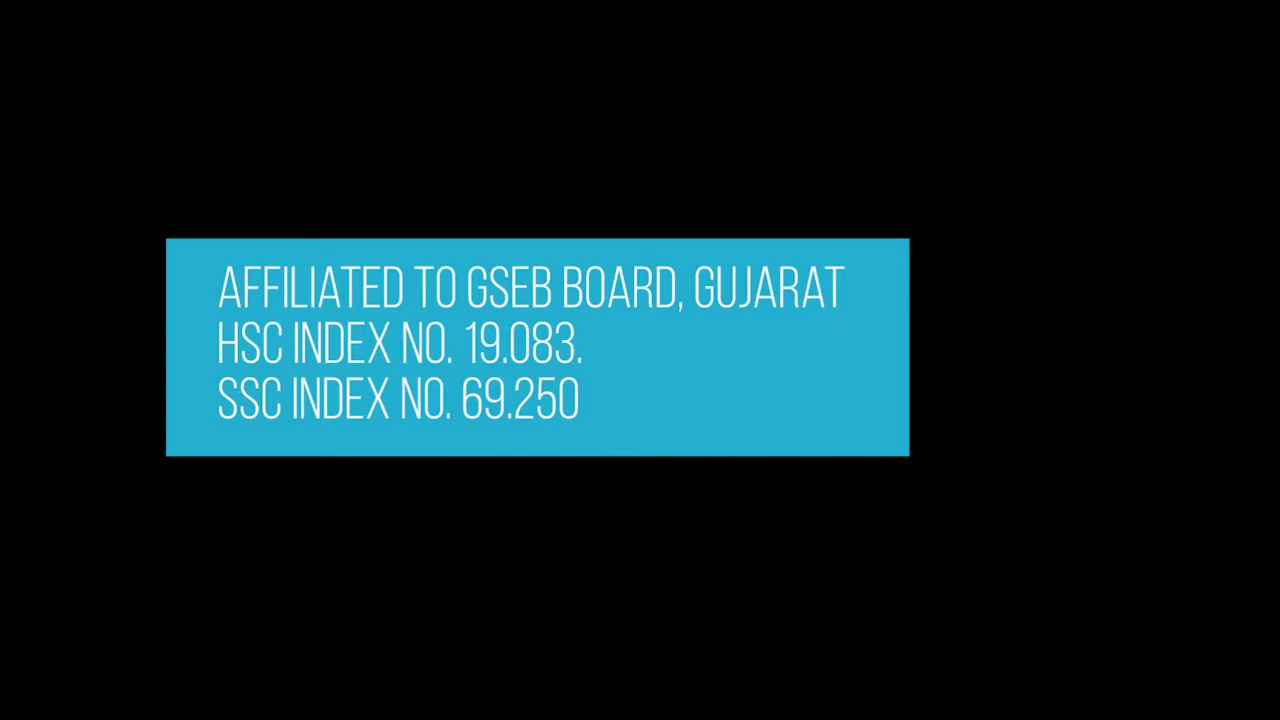 AFFILIATED TO GSEB BOARD, GUJARAT
HSC INDEX NO. 19.083.
SSC INDEX NO. 69.250